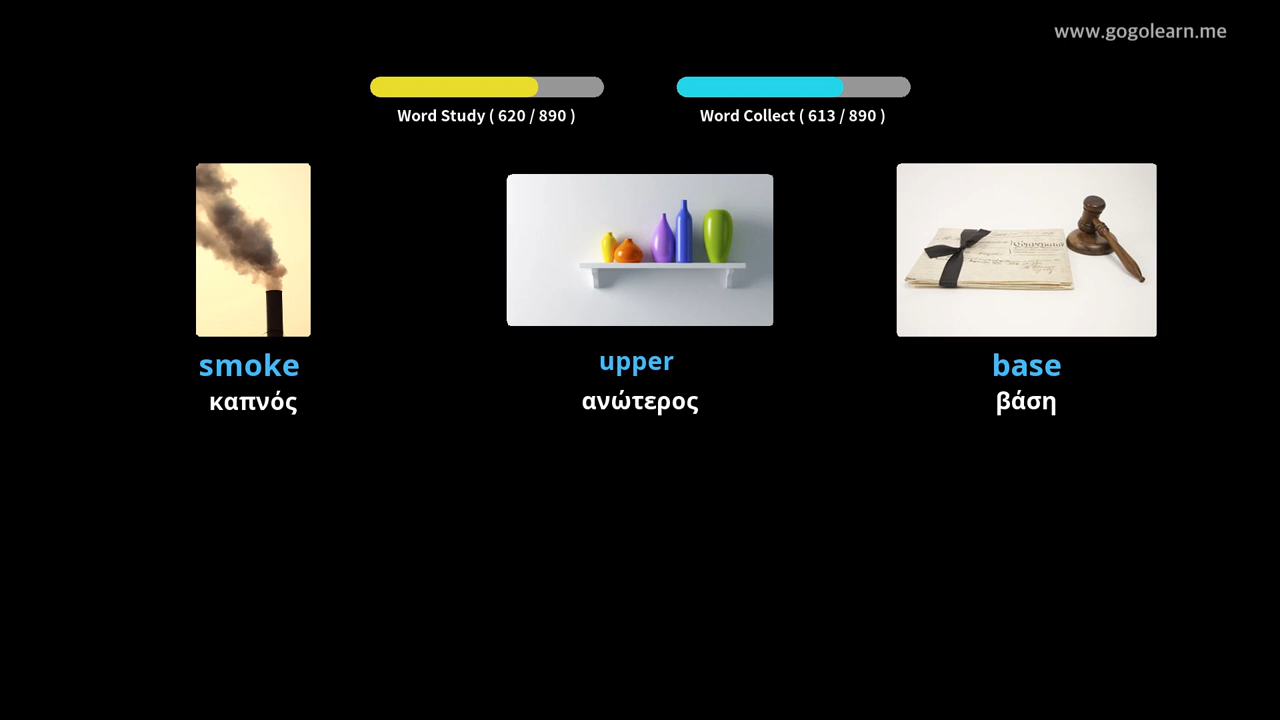 www.gogolearn.me
Word Study ( 620 / 890 )
Word Collect ( 613 / 890 )
smoke
καπνός
upper
ανώτερος
base
βάση